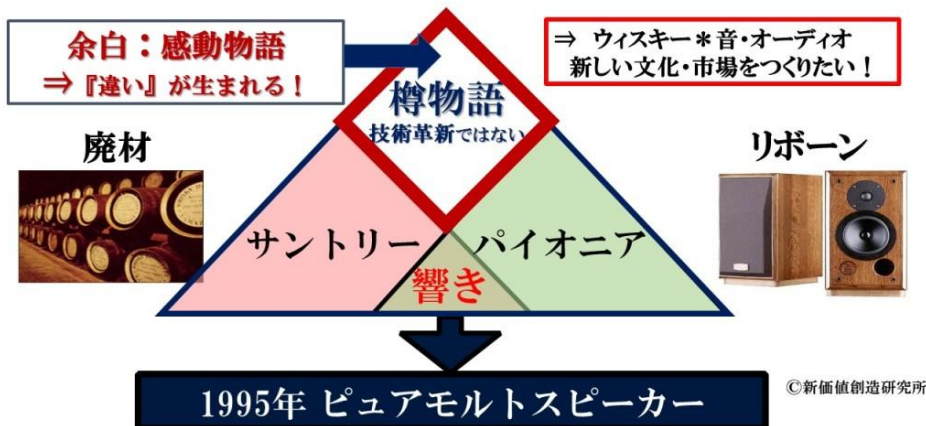 余白：感動物語
⇒『違い』が生まれる！
⇒ ウィスキー＊音・オーディオ
新しい文化・市場をつくりたい！
樽物語
技術革新ではない
廃材
リボーン
サントリー
パイオニア
響き
1995年 ピュアモルトスピーカー
©新価値創造研究所